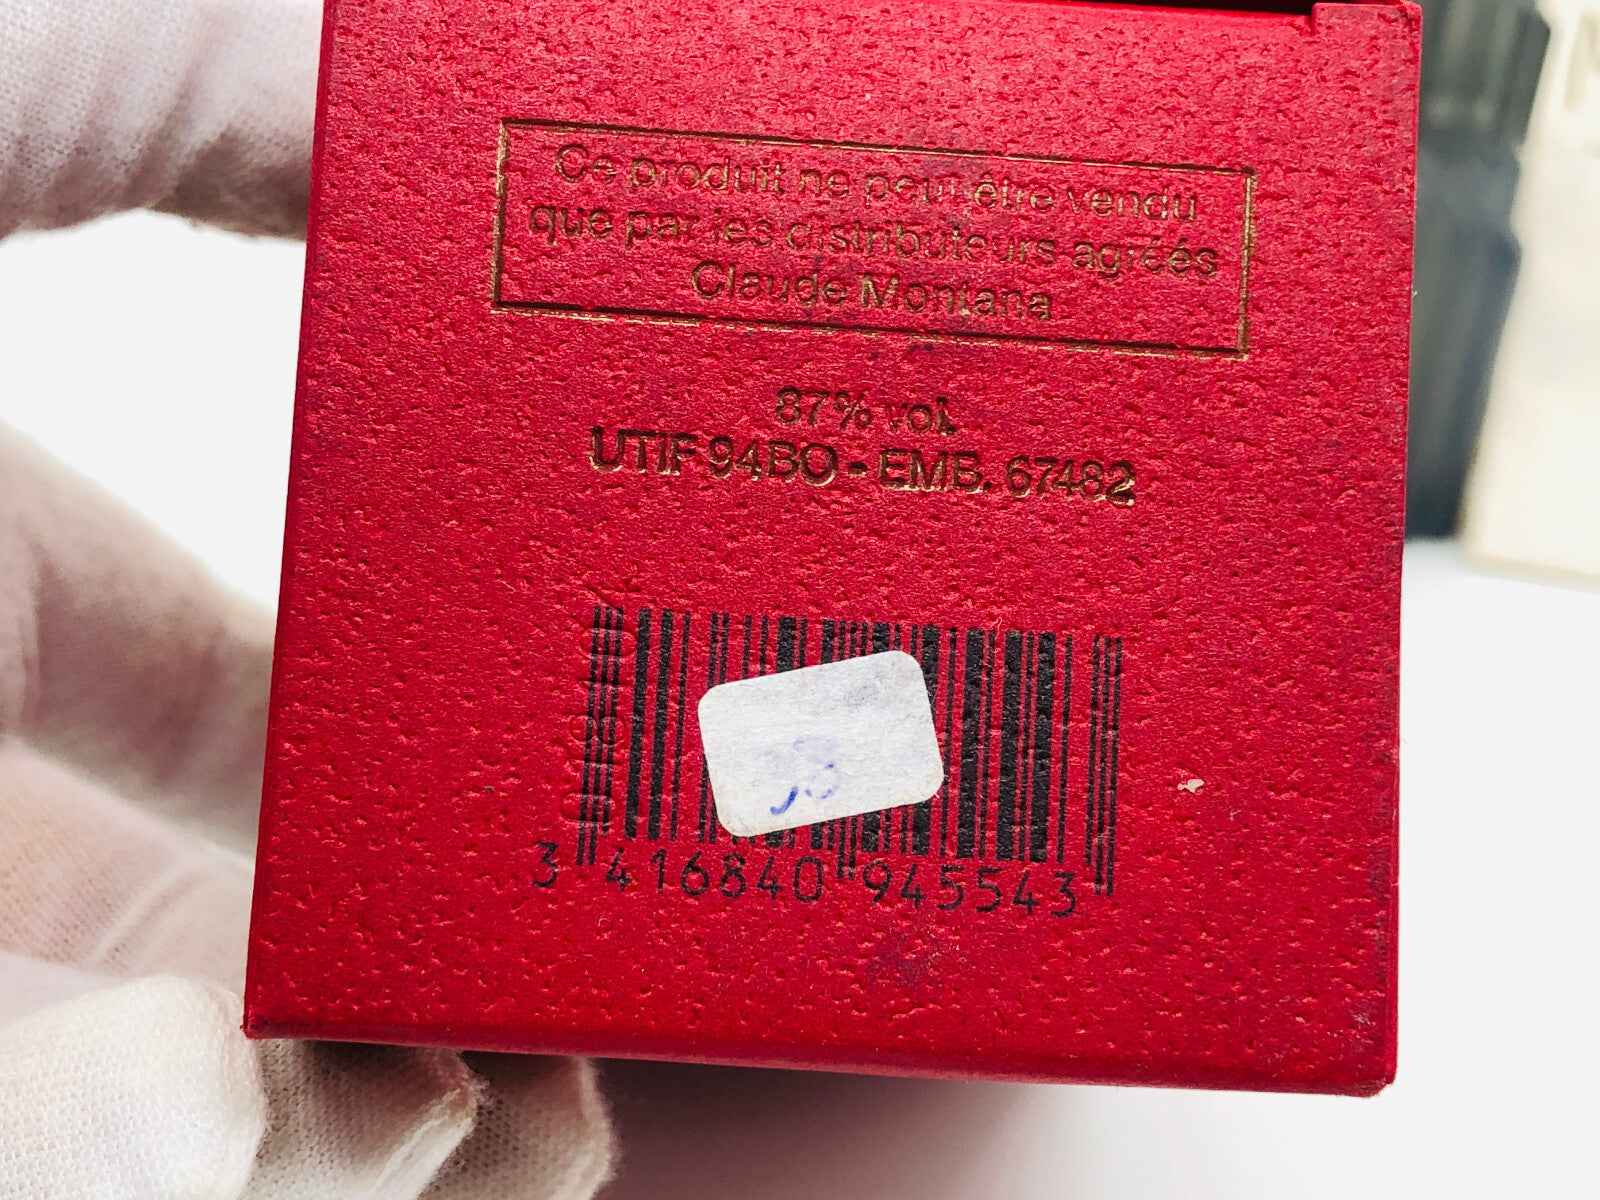 Ce produit ne peut être vendu
que par les distributeurs agréés
Claude Montana
87% vol.
UTIF 94BO - EMB. 67482
3 416840 945543